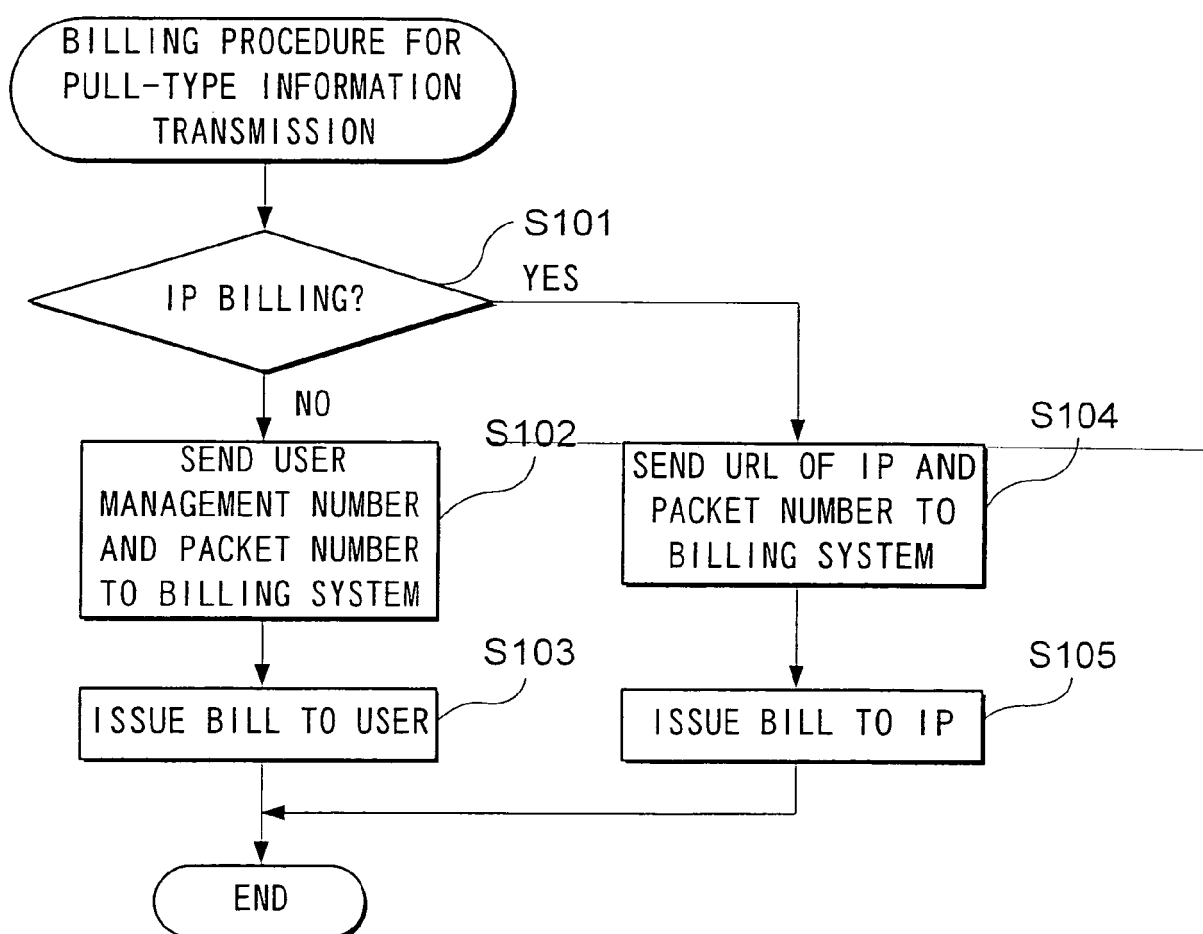 BILLING PROCEDURE FOR
PULL-TYPE INFORMATION
TRANSMISSION
S101
IP BILLING?
YES
NO
S102
SEND USER
MANAGEMENT NUMBER
AND PACKET NUMBER
TO BILLING SYSTEM
S104
SEND URL OF IP AND
PACKET NUMBER TO
BILLING SYSTEM
S103
ISSUE BILL TO USER
S105
ISSUE BILL TO IP
END